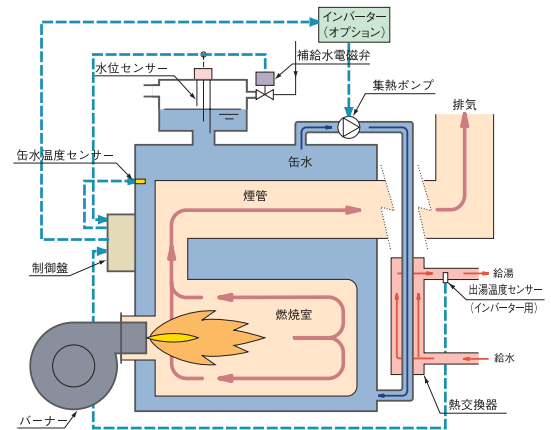 インバーター
(オプション)
補給水電磁弁
水位センサー
集熱ポンプ
排気
缶水
缶水温度センサー
煙管
制御盤
給湯
出湯温度センサー
(インバーター用)
燃焼室
給水
熱交換器
バーナー